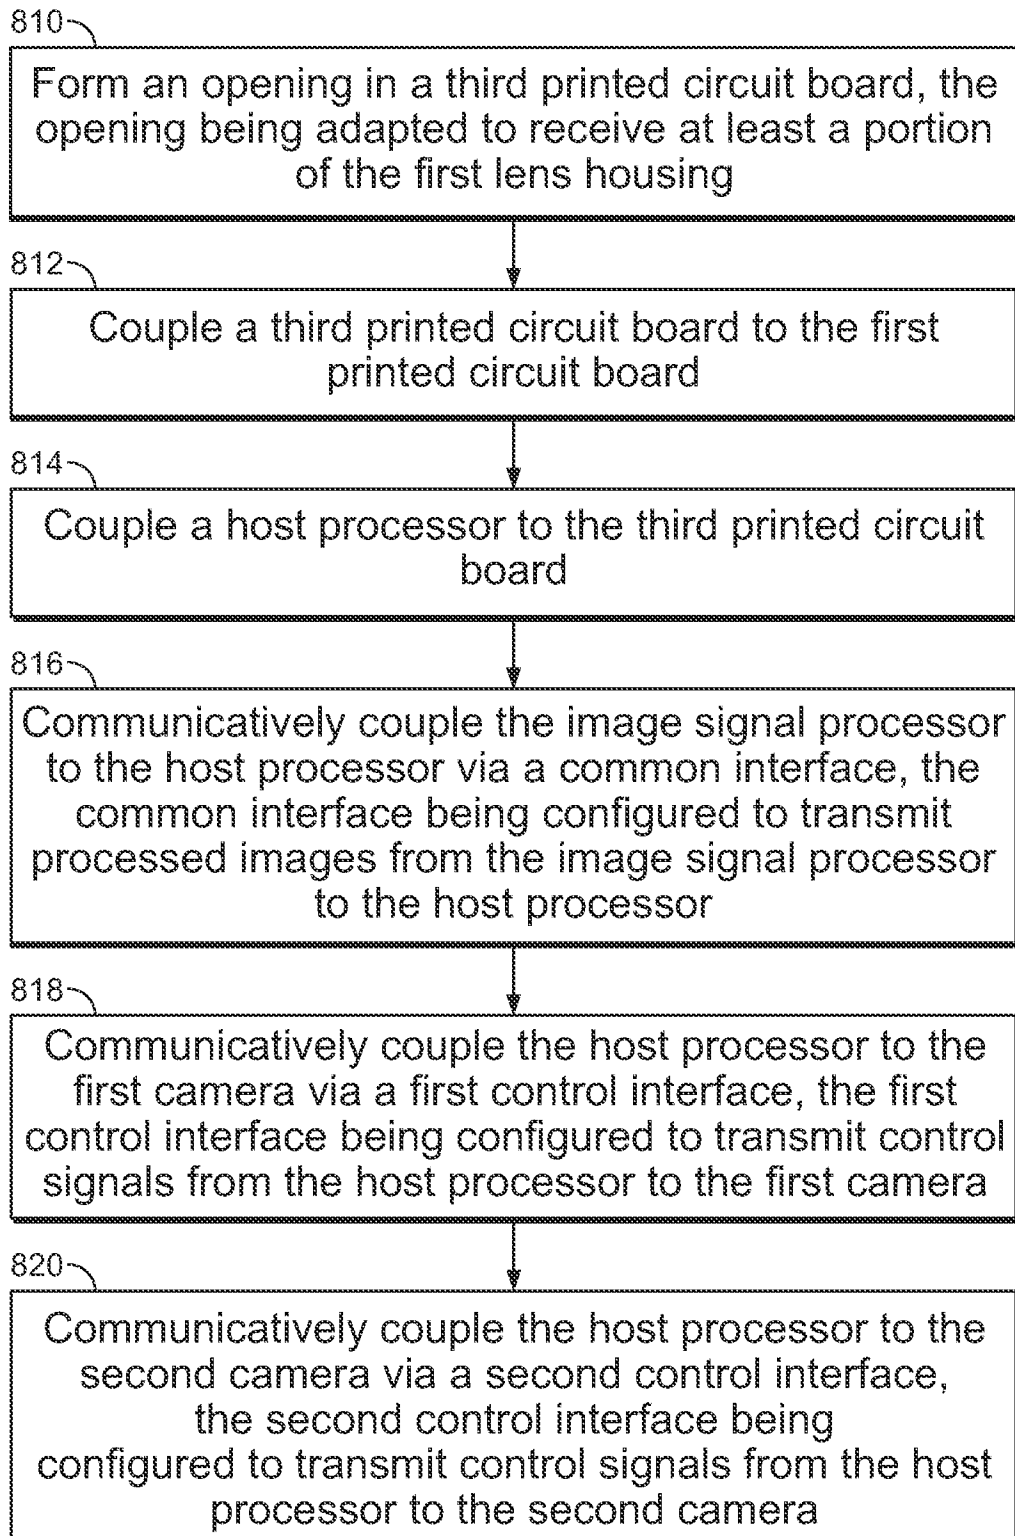 810
Form an opening in a third printed circuit board, the
opening being adapted to receive at least a portion
of the first lens housing
812
Couple a third printed circuit board to the first
printed circuit board
814
Couple a host processor to the third printed circuit
board
816
Communicatively couple the image signal processor
to the host processor via a common interface, the
common interface being configured to transmit
processed images from the image signal processor
to the host processor
818
Communicatively couple the host processor to the
first camera via a first control interface, the first
control interface being configured to transmit control
signals from the host processor to the first camera
820
Communicatively couple the host processor to the
second camera via a second control interface,
the second control interface being
configured to transmit control signals from the host
processor to the second camera